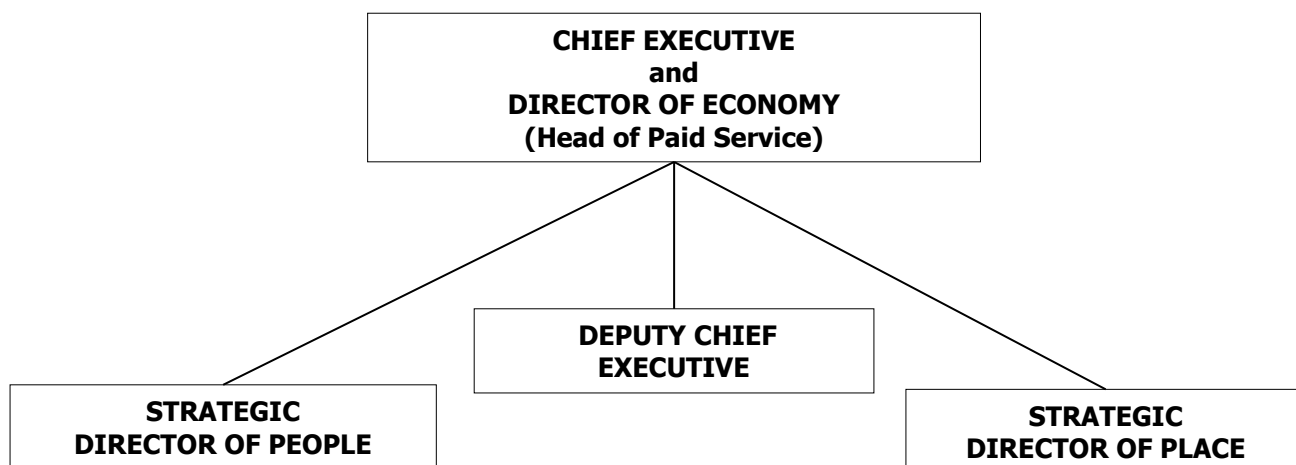 CHIEF EXECUTIVE
and
DIRECTOR OF ECONOMY
(Head of Paid Service)
DEPUTY CHIEF
EXECUTIVE
STRATEGIC
DIRECTOR OF PEOPLE
STRATEGIC
DIRECTOR OF PLACE